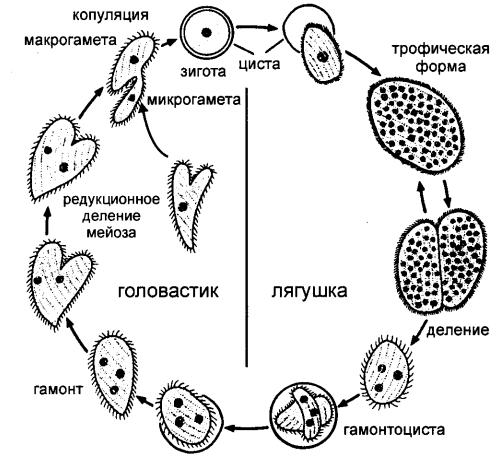 копуляция
макрогамета
зигота
циста
трофическая
форма
микрогамета
редукционное
деление
мейоза
головастик
лягушка
деление
гамонт
гамонтоциста